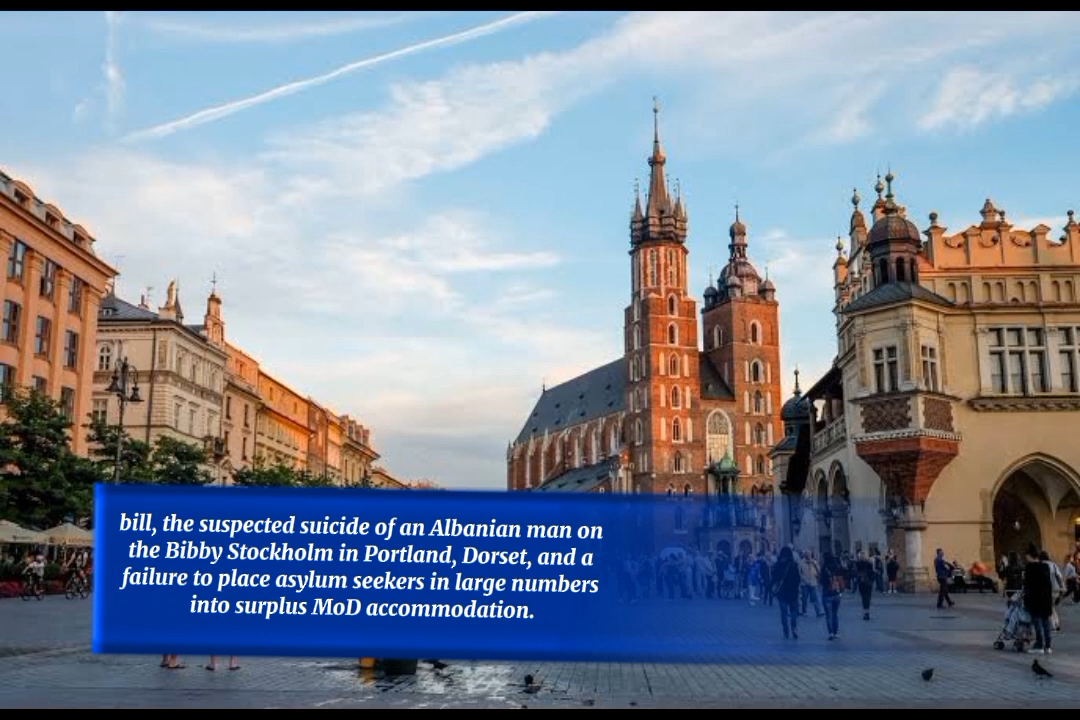 bill, the suspected suicide of an Albanian man on
the Bibby Stockholm in Portland, Dorset, and a
failure to place asylum seekers in large numbers
into surplus MoD accommodation.